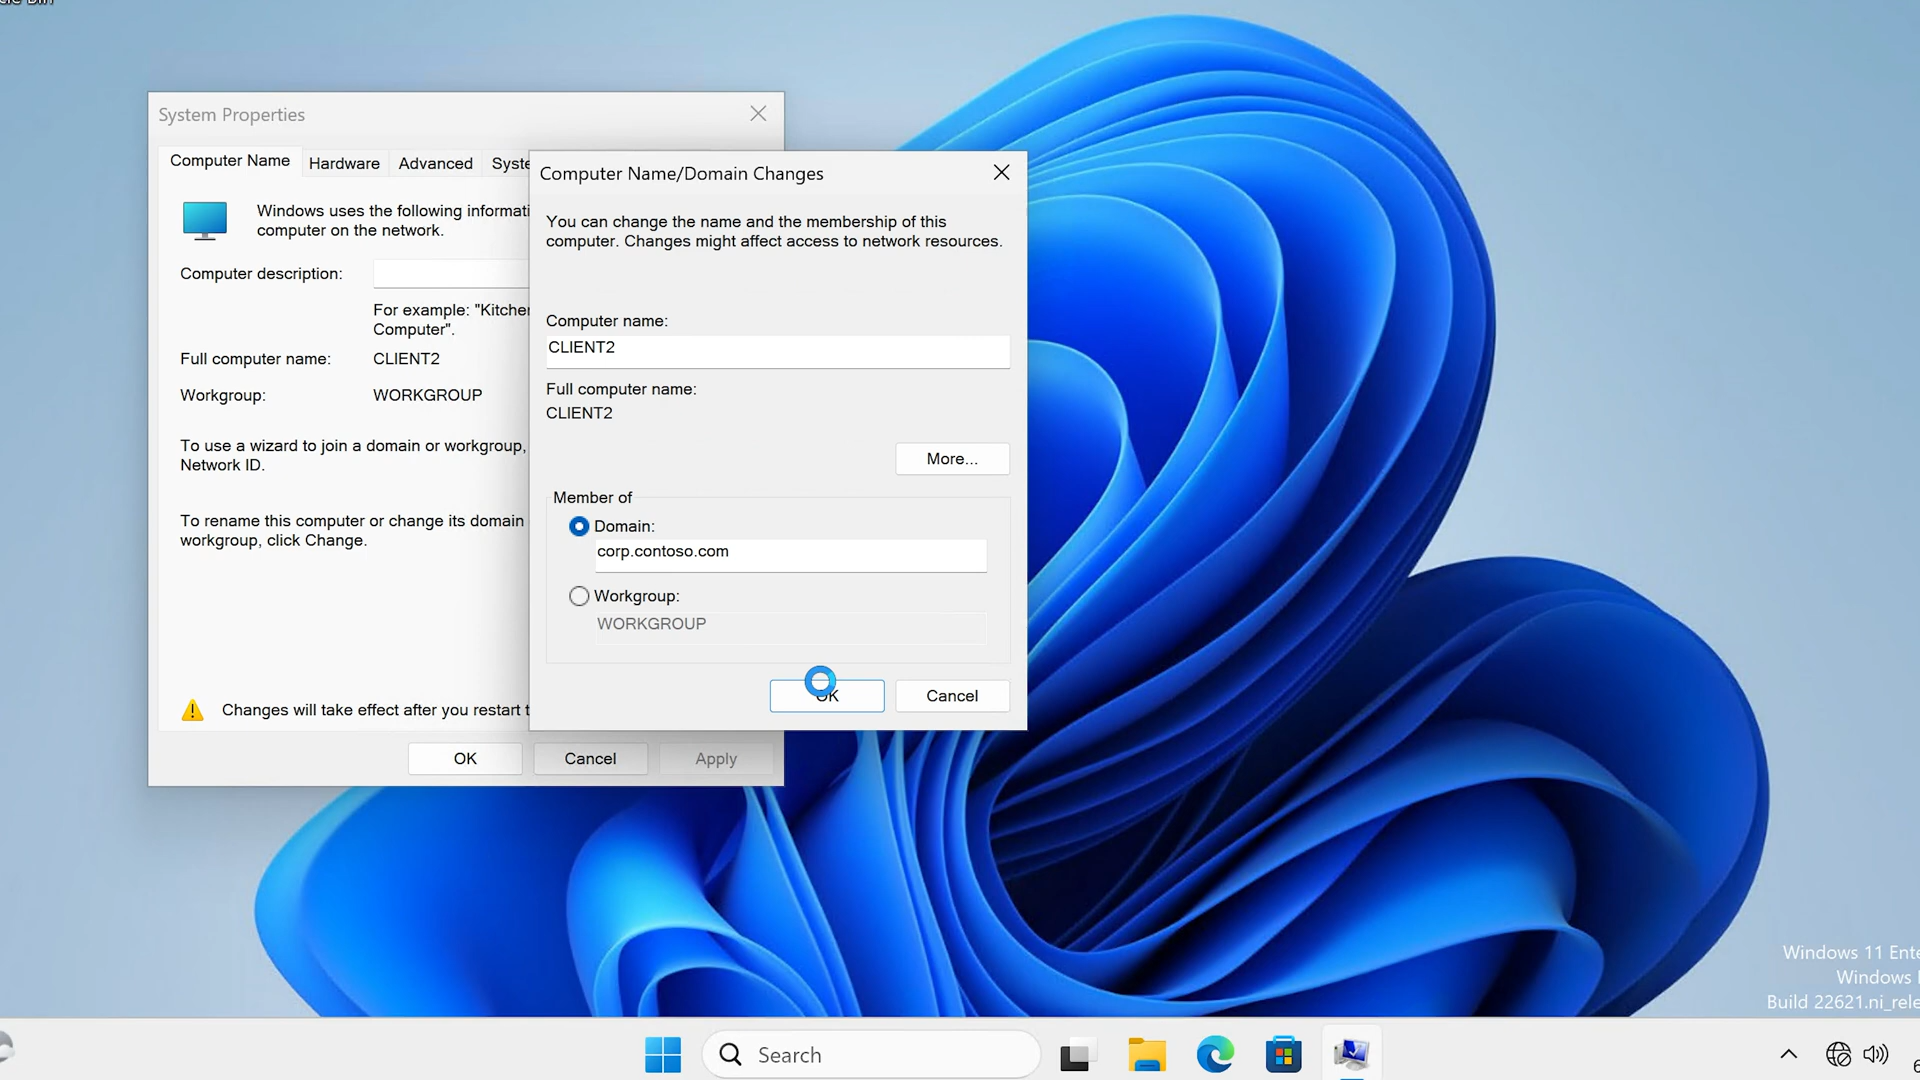 System Properties
Computer Name
Hardware
Advanced
Syste
Windows uses the following informati
computer on the network.
Computer description:
For example: "Kitchen
Computer".
Full computer name:
CLIENT2
Workgroup:
WORKGROUP
To use a wizard to join a domain or workgroup,
Network ID.
To rename this computer or change its domain
workgroup, click Change.
Changes will take effect after you restart t
OK
Cancel
Apply
Computer Name/Domain Changes
You can change the name and the membership of this
computer. Changes might affect access to network resources.
Computer name:
CLIENT2
Full computer name:
CLIENT2
More...
Member of
Domain:
corp.contoso.com
Workgroup:
WORKGROUP
OK
Cancel
Windows 11 Ente
Windows
Build 22621.ni_rele
Search